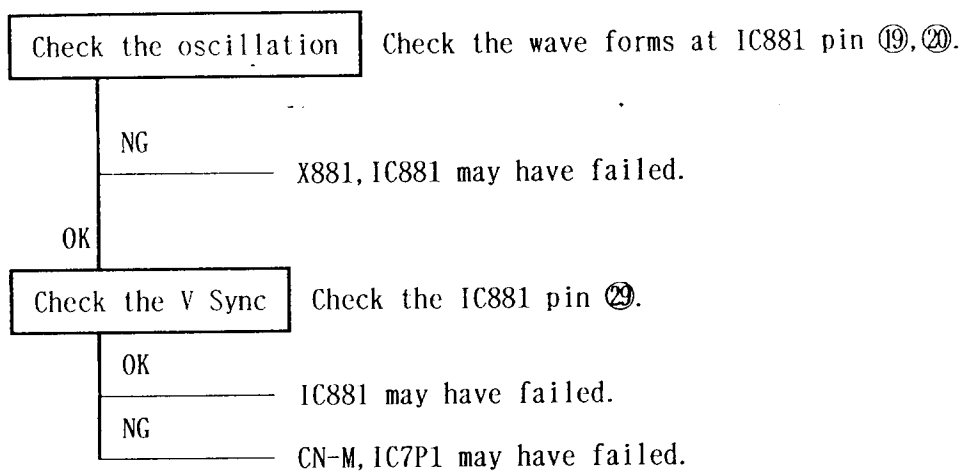 Check the oscillation Check the wave forms at IC881 pin ⑲,⑳.
NG
X881,IC881 may have failed.
OK
Check the V Sync Check the IC881 pin ㉙.
OK
IC881 may have failed.
NG
CN-M,IC7P1 may have failed.